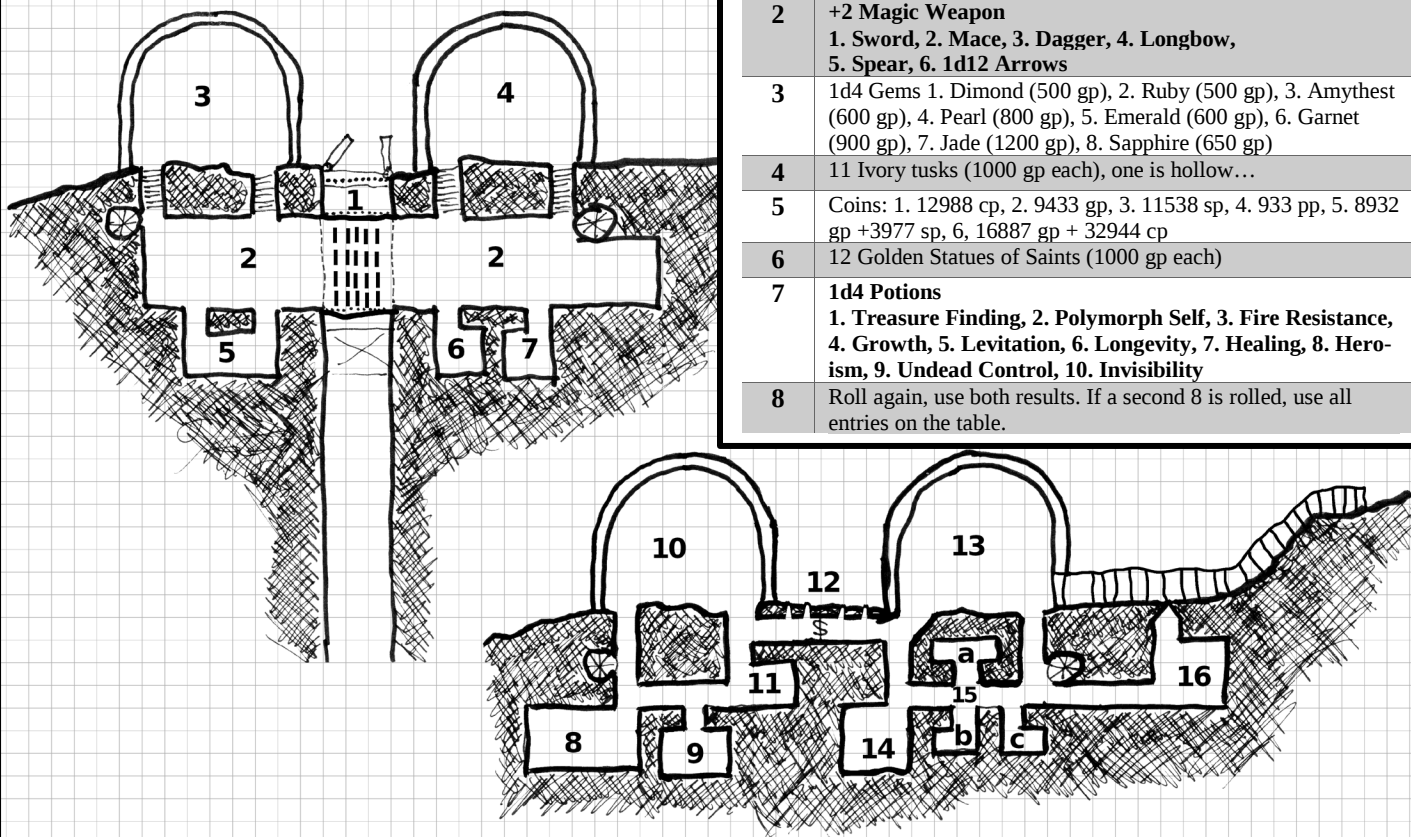 2 +2 Magic Weapon
1. Sword, 2. Mace, 3. Dagger, 4. Longbow,
5. Spear, 6. 1d12 Arrows
3 1d4 Gems 1. Dimond (500 gp), 2. Ruby (500 gp), 3. Amythest
(600 gp), 4. Pearl (800 gp), 5. Emerald (600 gp), 6. Garnet
(900 gp), 7. Jade (1200 gp), 8. Sapphire (650 gp)
4 11 Ivory tusks (1000 gp each), one is hollow…
5 Coins: 1. 12988 cp, 2. 9433 gp, 3. 11538 sp, 4. 933 pp, 5. 8932
gp +3977 sp, 6, 16887 gp + 32944 cp
6 12 Golden Statues of Saints (1000 gp each)
7 1d4 Potions
1. Treasure Finding, 2. Polymorph Self, 3. Fire Resistance,
4. Growth, 5. Levitation, 6. Longevity, 7. Healing, 8. Hero-
ism, 9. Undead Control, 10. Invisibility
8 Roll again, use both results. If a second 8 is rolled, use all
entries on the table.
3
4
1
2
2
5
6
7
10
13
12
a
11
15
16
8
9
14
b
c